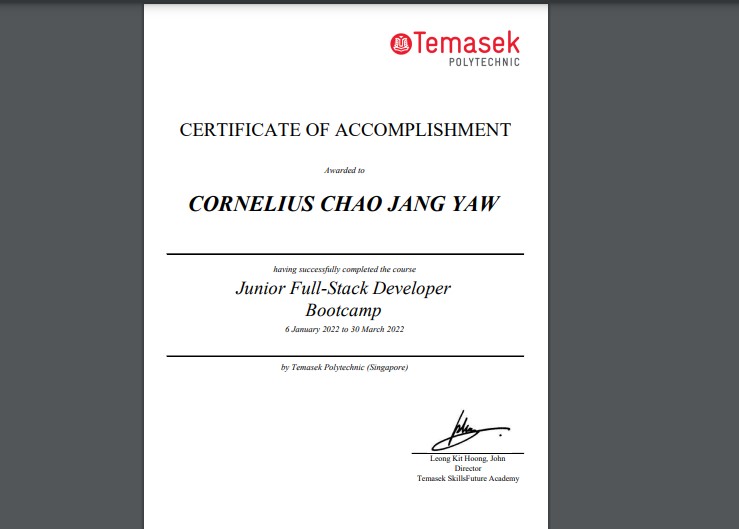 Temasek
POLYTECHNIC
CERTIFICATE OF ACCOMPLISHMENT
Awarded to
CORNELIUS CHAO JANG YAW
having successfully completed the course
Junior Full-Stack Developer
Bootcamp
6 January 2022 to 30 March 2022
by Temasek Polytechnic (Singapore)
Leong Kit Hoong, John
Director
Temasek SkillsFuture Academy